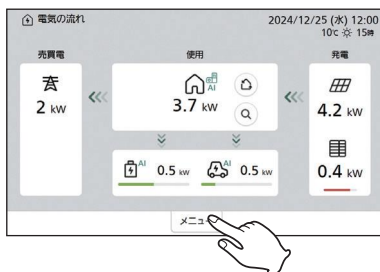 電気の流れ
2024/12/25 (水) 12:00
10℃ 15時
売買電
使用
発電
AI
2 kW
3.7 kW
4.2 kW
AI
0.5 kW
AI
0.5 kW
0.4 kW
メニュー